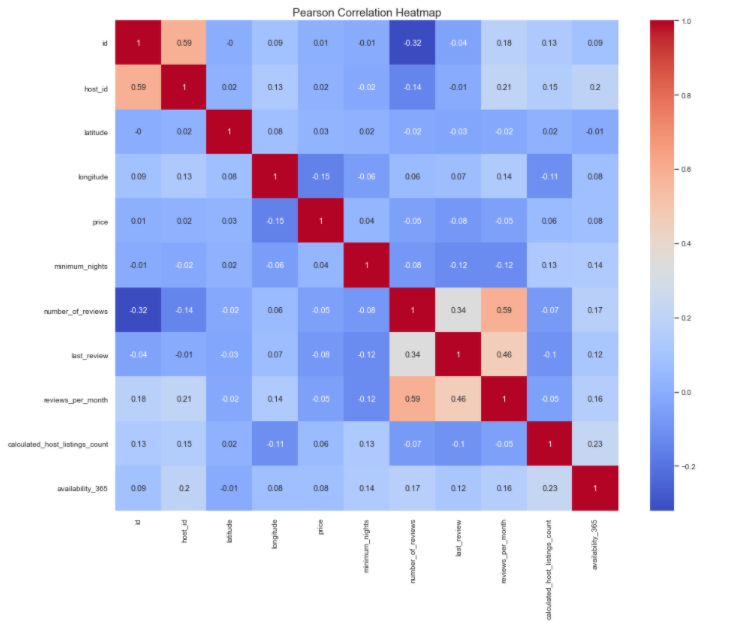 Pearson Correlation Heatmap
id 1 0.59 -0 0.09 0.01 -0.01 -0.32 -0.04 0.18 0.13 0.09
host_id 0.59 1 0.02 0.13 0.02 -0.02 -0.14 -0.01 0.21 0.15 0.2
latitude -0 0.02 1 0.08 0.03 0.02 -0.02 -0.03 -0.02 0.02 -0.01
longitude 0.09 0.13 0.08 1 -0.15 -0.06 0.06 0.07 0.14 -0.11 0.08
price 0.01 0.02 0.03 -0.15 1 0.04 -0.05 -0.08 -0.05 0.06 0.08
minimum_nights -0.01 -0.02 0.02 -0.06 0.04 1 -0.08 -0.12 -0.12 0.13 0.14
number_of_reviews -0.32 -0.14 -0.02 0.06 -0.05 -0.08 1 0.34 0.59 -0.07 0.17
last_review -0.04 -0.01 -0.03 0.07 -0.08 -0.12 0.34 1 0.46 -0.1 0.12
reviews_per_month 0.18 0.21 -0.02 0.14 -0.05 -0.12 0.59 0.46 1 -0.05 0.16
calculated_host_listings_count 0.13 0.15 0.02 -0.11 0.06 0.13 -0.07 -0.1 -0.05 1 0.23
availability_365 0.09 0.2 -0.01 0.08 0.08 0.14 0.17 0.12 0.16 0.23 1
id
host_id
latitude
longitude
price
minimum_nights
number_of_reviews
last_review
reviews_per_month
calculated_host_listings_count
availability_365
1.0
0.8
0.6
0.4
0.2
0.0
-0.2